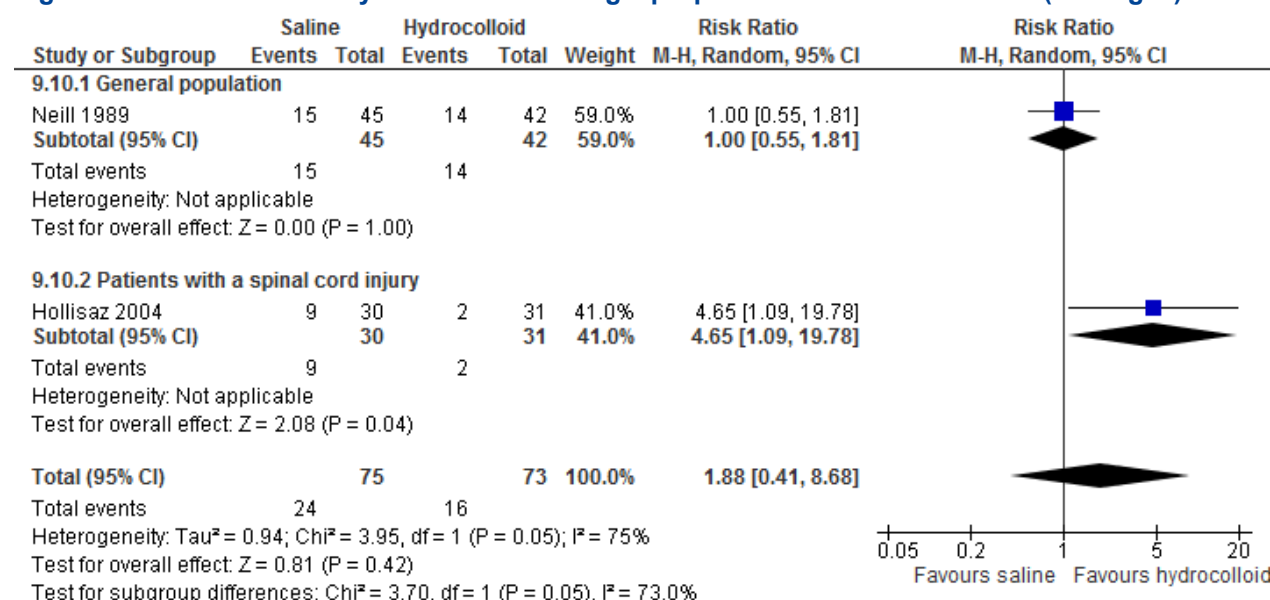 Saline Hydrocolloid Risk Ratio Risk Ratio
Study or Subgroup Events Total Events Total Weight M-H, Random, 95% CI M-H, Random, 95% CI
9.10.1 General population
Neill 1989 15 45 14 42 59.0% 1.00 [0.55, 1.81]
Subtotal (95% CI) 45 42 59.0% 1.00 [0.55, 1.81]
Total events 15 14
Heterogeneity: Not applicable
Test for overall effect: Z = 0.00 (P = 1.00)
9.10.2 Patients with a spinal cord injury
Hollisaz 2004 9 30 2 31 41.0% 4.65 [1.09, 19.78]
Subtotal (95% CI) 30 31 41.0% 4.65 [1.09, 19.78]
Total events 9 2
Heterogeneity: Not applicable
Test for overall effect: Z = 2.08 (P = 0.04)
Total (95% CI) 75 73 100.0% 1.88 [0.41, 8.68]
Total events 24 16
Heterogeneity: Tau² = 0.94; Chi² = 3.95, df = 1 (P = 0.05); I² = 75%
Test for overall effect: Z = 0.81 (P = 0.42)
Test for subgroup differences: Chi² = 3.70, df = 1 (P = 0.05), I² = 73.0%
0.05 0.2 1 5 20
Favours saline Favours hydrocolloid